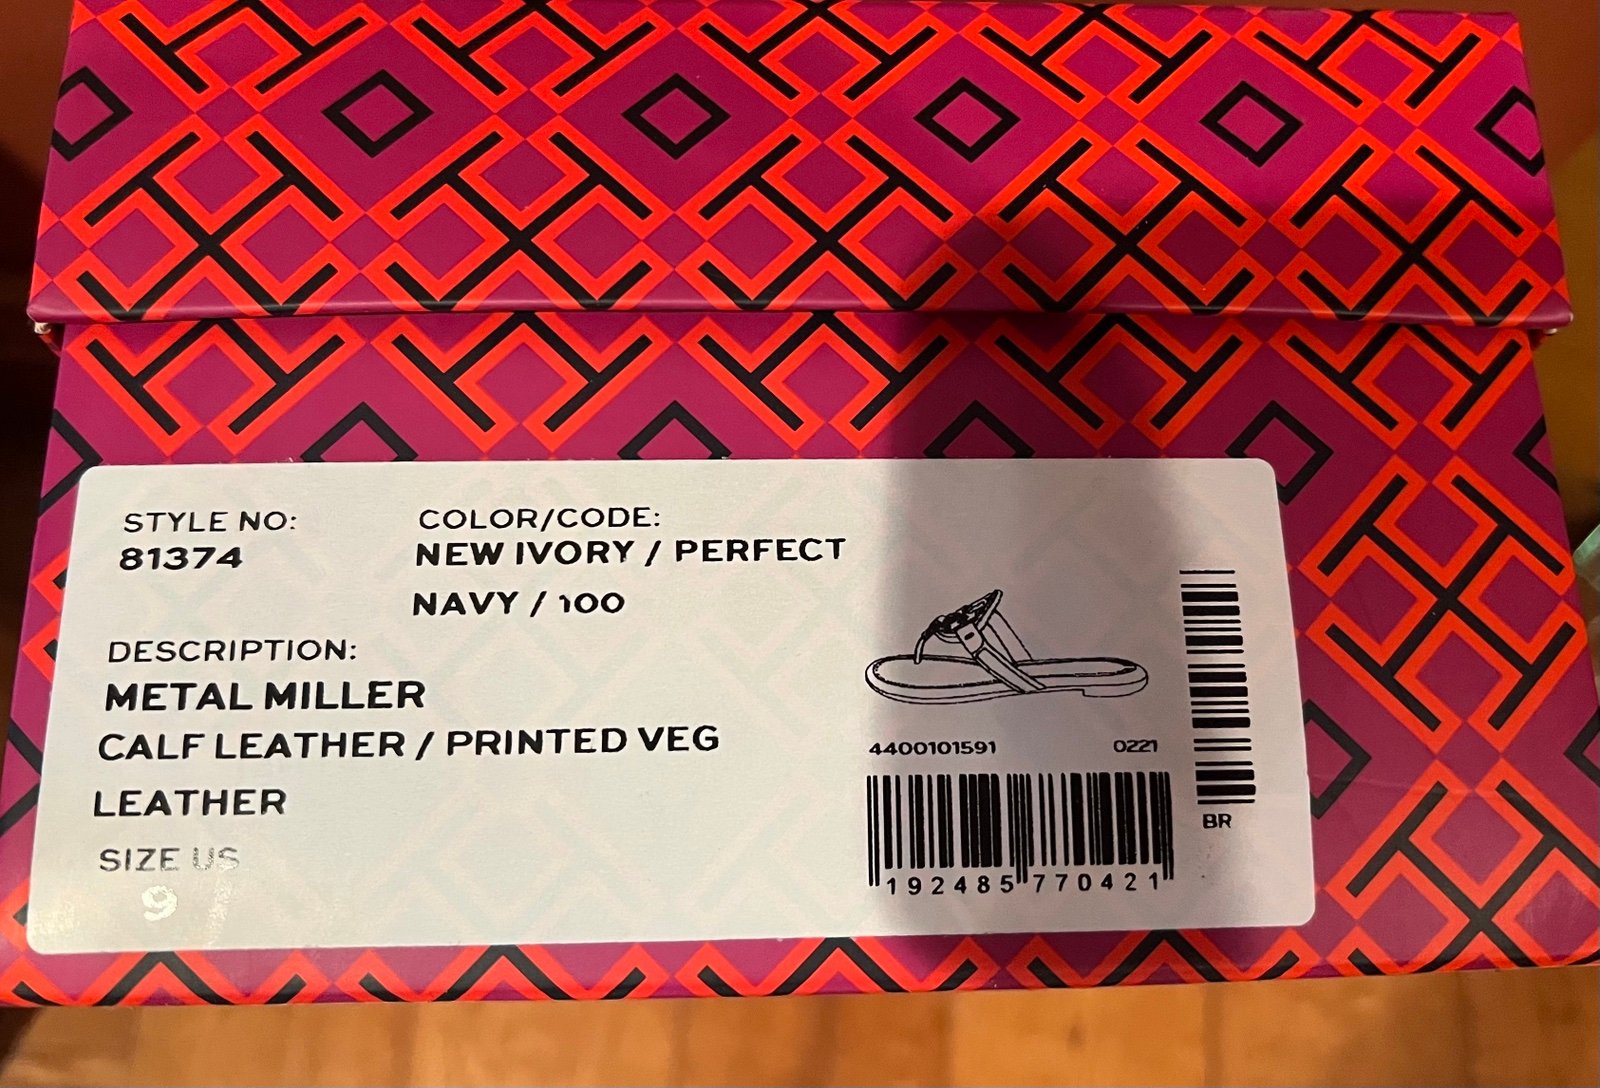 STYLE NO:
81374
COLOR/CODE:
NEW IVORY / PERFECT
NAVY / 100
DESCRIPTION:
METAL MILLER
CALF LEATHER / PRINTED VEG
LEATHER
SIZE US
9
4400101591 0221
192485770421
BR